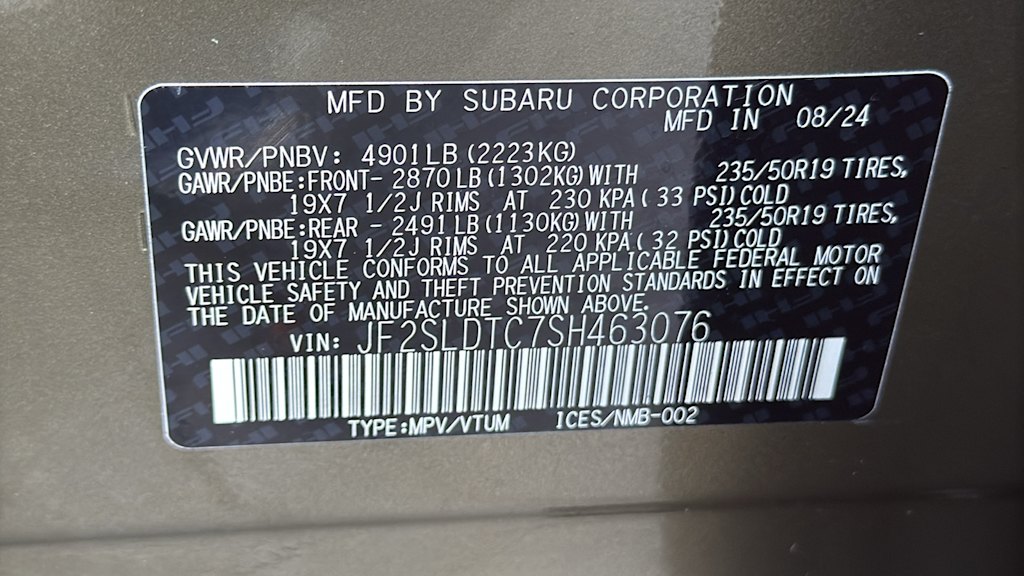 MFD BY SUBARU CORPORATION
MFD IN 08/24
GVWR/PNBV: 4901LB (2223KG)
GAWR/PNBE:FRONT- 2870 LB (1302KG) WITH 235/50R19 TIRES,
19X7 1/2J RIMS AT 230 KPA ( 33 PSI) COLD
GAWR/PNBE:REAR - 2491 LB (1130KG) WITH 235/50R19 TIRES,
19X7 1/2J RIMS AT 220 KPA ( 32 PSI) COLD
THIS VEHICLE CONFORMS TO ALL APPLICABLE FEDERAL MOTOR
VEHICLE SAFETY AND THEFT PREVENTION STANDARDS IN EFFECT ON
THE DATE OF MANUFACTURE SHOWN ABOVE.
VIN: JF2SLDTC7SH463076
TYPE:MPV/VTUM ICES/NMB-002